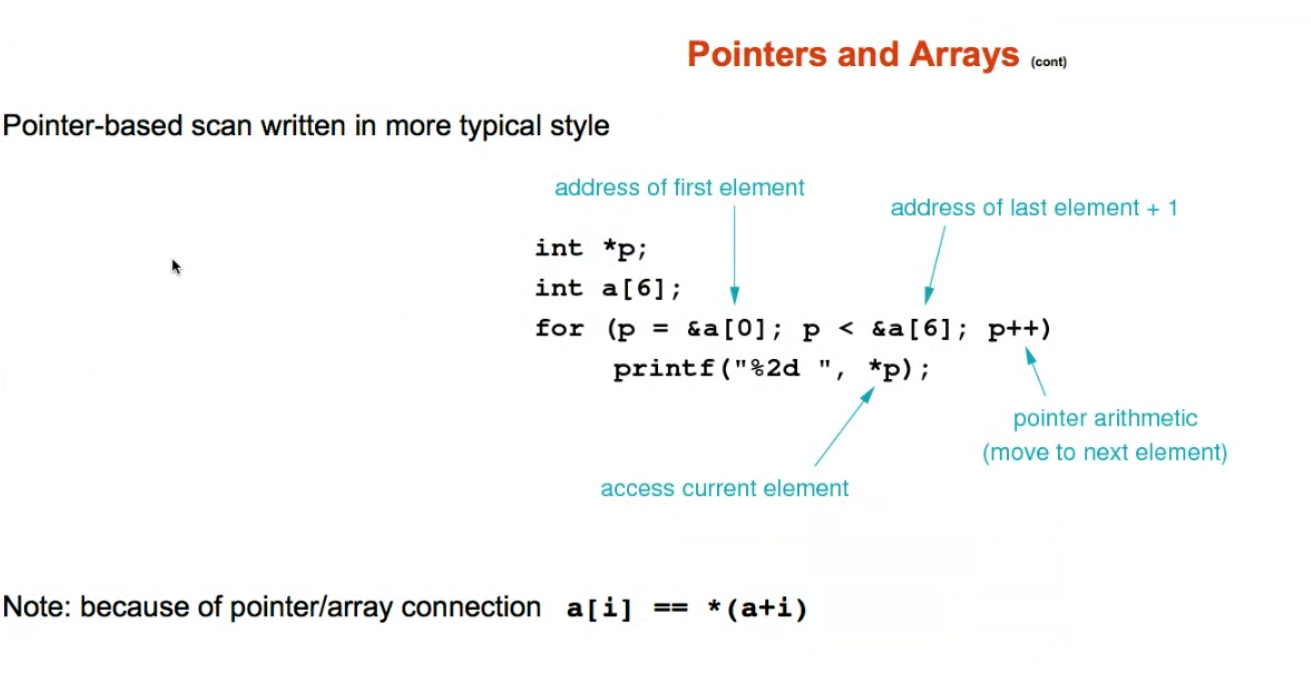 Pointers and Arrays (cont)
Pointer-based scan written in more typical style
address of first element
address of last element + 1
int *p;
int a[6];
for (p = &a[0]; p < &a[6]; p++)
printf("%2d ", *p);
pointer arithmetic
(move to next element)
access current element
Note: because of pointer/array connection a[i] == *(a+i)